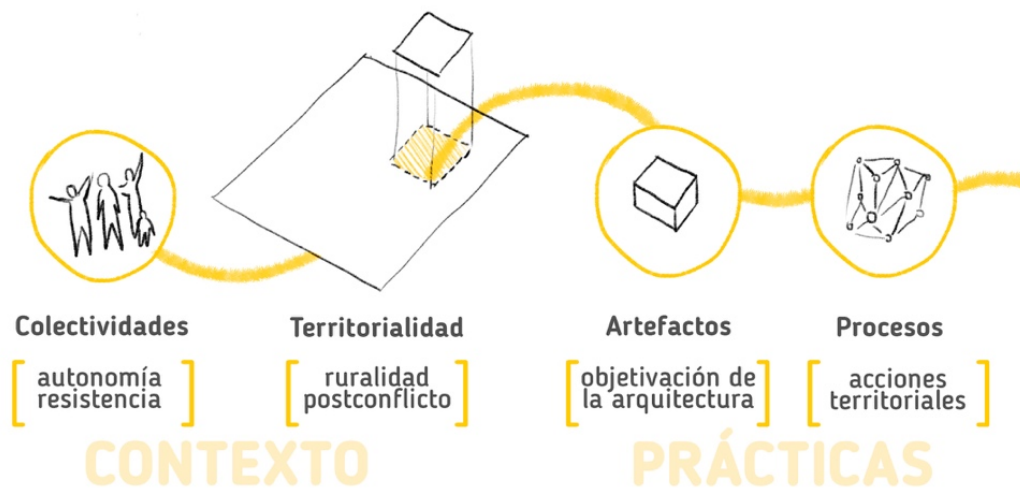 Colectividades
autonomía
resistencia
Territorialidad
ruralidad
postconflicto
CONTEXTO
Artefactos
objetivación de
la arquitectura
Procesos
acciones
territoriales
PRÁCTICAS